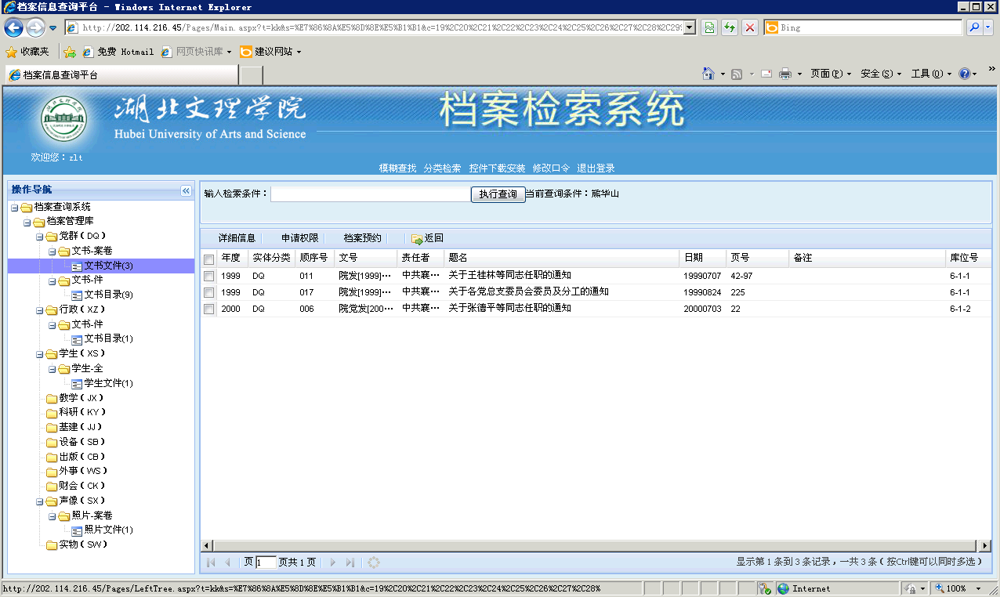 档案信息查询平台 - Windows Internet Explorer
http://202.114.216.45/Pages/Main.aspx?t=kk&s=%E7%86%8A%E5%8D%8E%E5%B1%B1&c=19%2C20%2C21%2C22%2C23%2C24%2C25%2C26%2C27%2C28%2C29
Bing
收藏夹 免费 Hotmail 网页快讯库 建议网站
档案信息查询平台
页面(P) 安全(S) 工具(O)
湖北文理学院
Hubei University of Arts and Science
档案检索系统
欢迎您：zlt
模糊查找 分类检索 控件下载安装 修改口令 退出登录
操作导航
档案查询系统
档案管理库
党群(DQ)
文书-案卷
文书文件(3)
文书-件
文书目录(9)
行政(XZ)
文书-件
文书目录(1)
学生(XS)
学生-全
学生文件(1)
教学(JX)
科研(KY)
基建(JJ)
设备(SB)
出版(CB)
外事(WS)
财会(CK)
声像(SX)
照片-案卷
照片文件(1)
实物(SW)
输入检索条件： 执行查询 当前查询条件：熊华山
详细信息 申请权限 档案预约 返回
年度 实体分类 顺序号 文号 责任者 题名 日期 页号 备注 库位号
1999 DQ 011 院发[1999]… 中共襄… 关于王桂林等同志任职的通知 19990707 42-97 6-1-1
1999 DQ 017 院发[1999]… 中共襄… 关于各党总支委员会委员及分工的通知 19990824 225 6-1-1
2000 DQ 006 院党发[200… 中共襄… 关于张德平等同志任职的通知 20000703 22 6-1-2
页 1 页共 1 页
显示第 1 条到 3 条记录，一共 3 条（按Ctrl键可以同时多选）
http://202.114.216.45/Pages/LeftTree.aspx?t=kk&s=%E7%86%8A%E5%8D%8E%E5%B1%B1&c=19%2C20%2C21%2C22%2C23%2C24%2C25%2C26%2C27%2C28%
Internet
100%